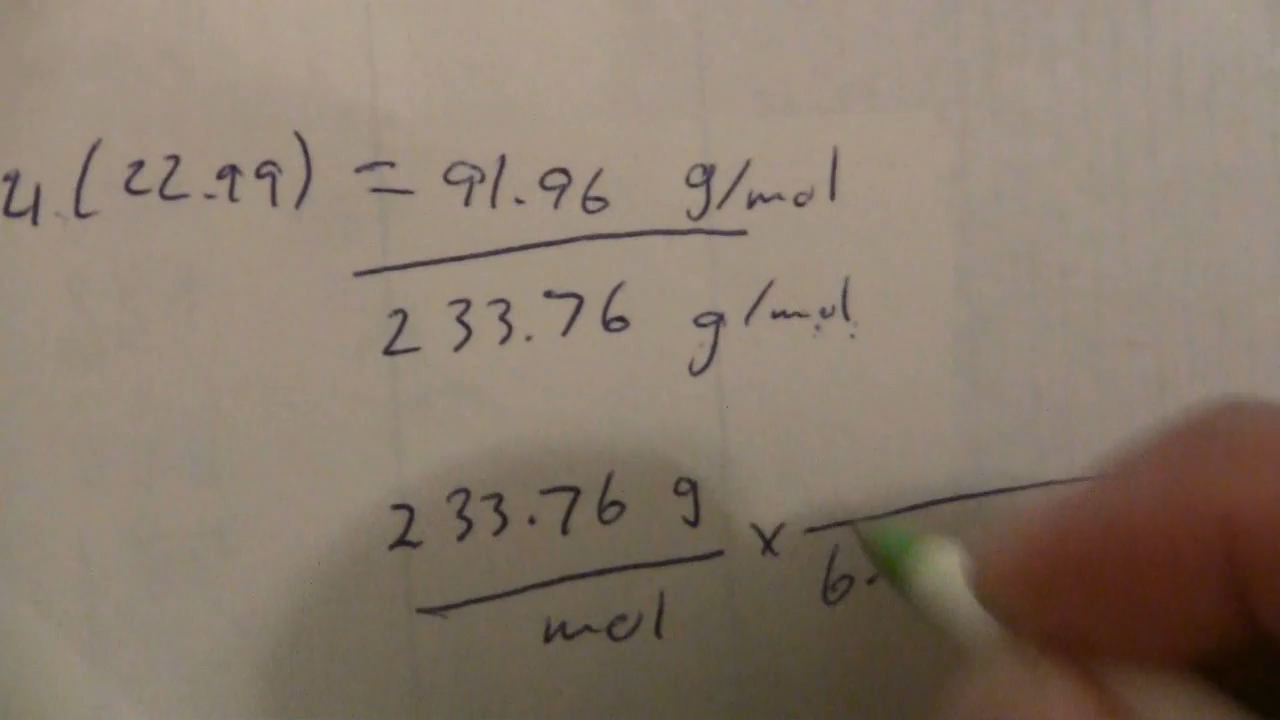 4(22.99) = 91.96 g/mol
233.76 g/mol
233.76 g
x
mol
6.